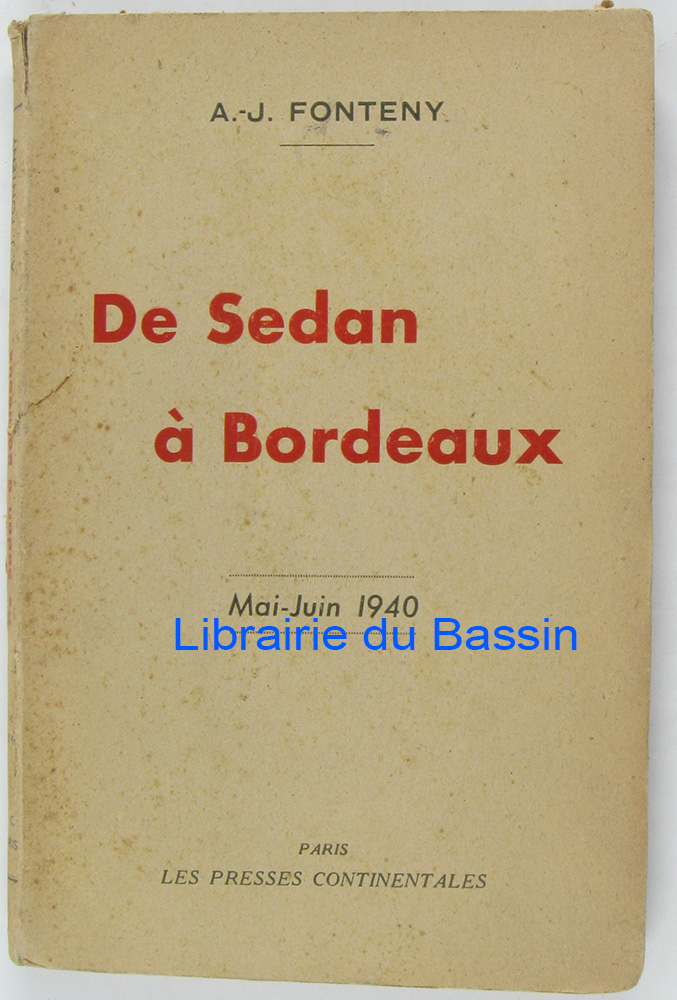 A.-J. FONTENY
De Sedan
à Bordeaux
Mai-Juin 1940
Librairie du Bassin
PARIS
LES PRESSES CONTINENTALES